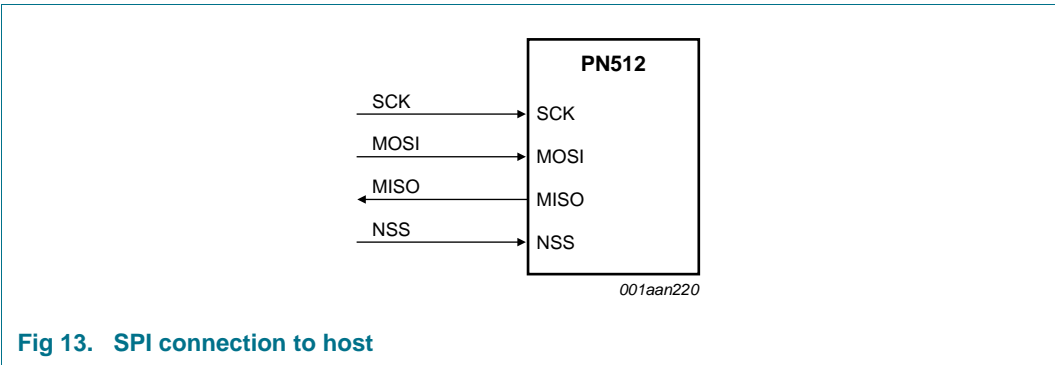 PN512
SCK
SCK
MOSI
MOSI
MISO
MISO
NSS
NSS
001aan220
Fig 13. SPI connection to host